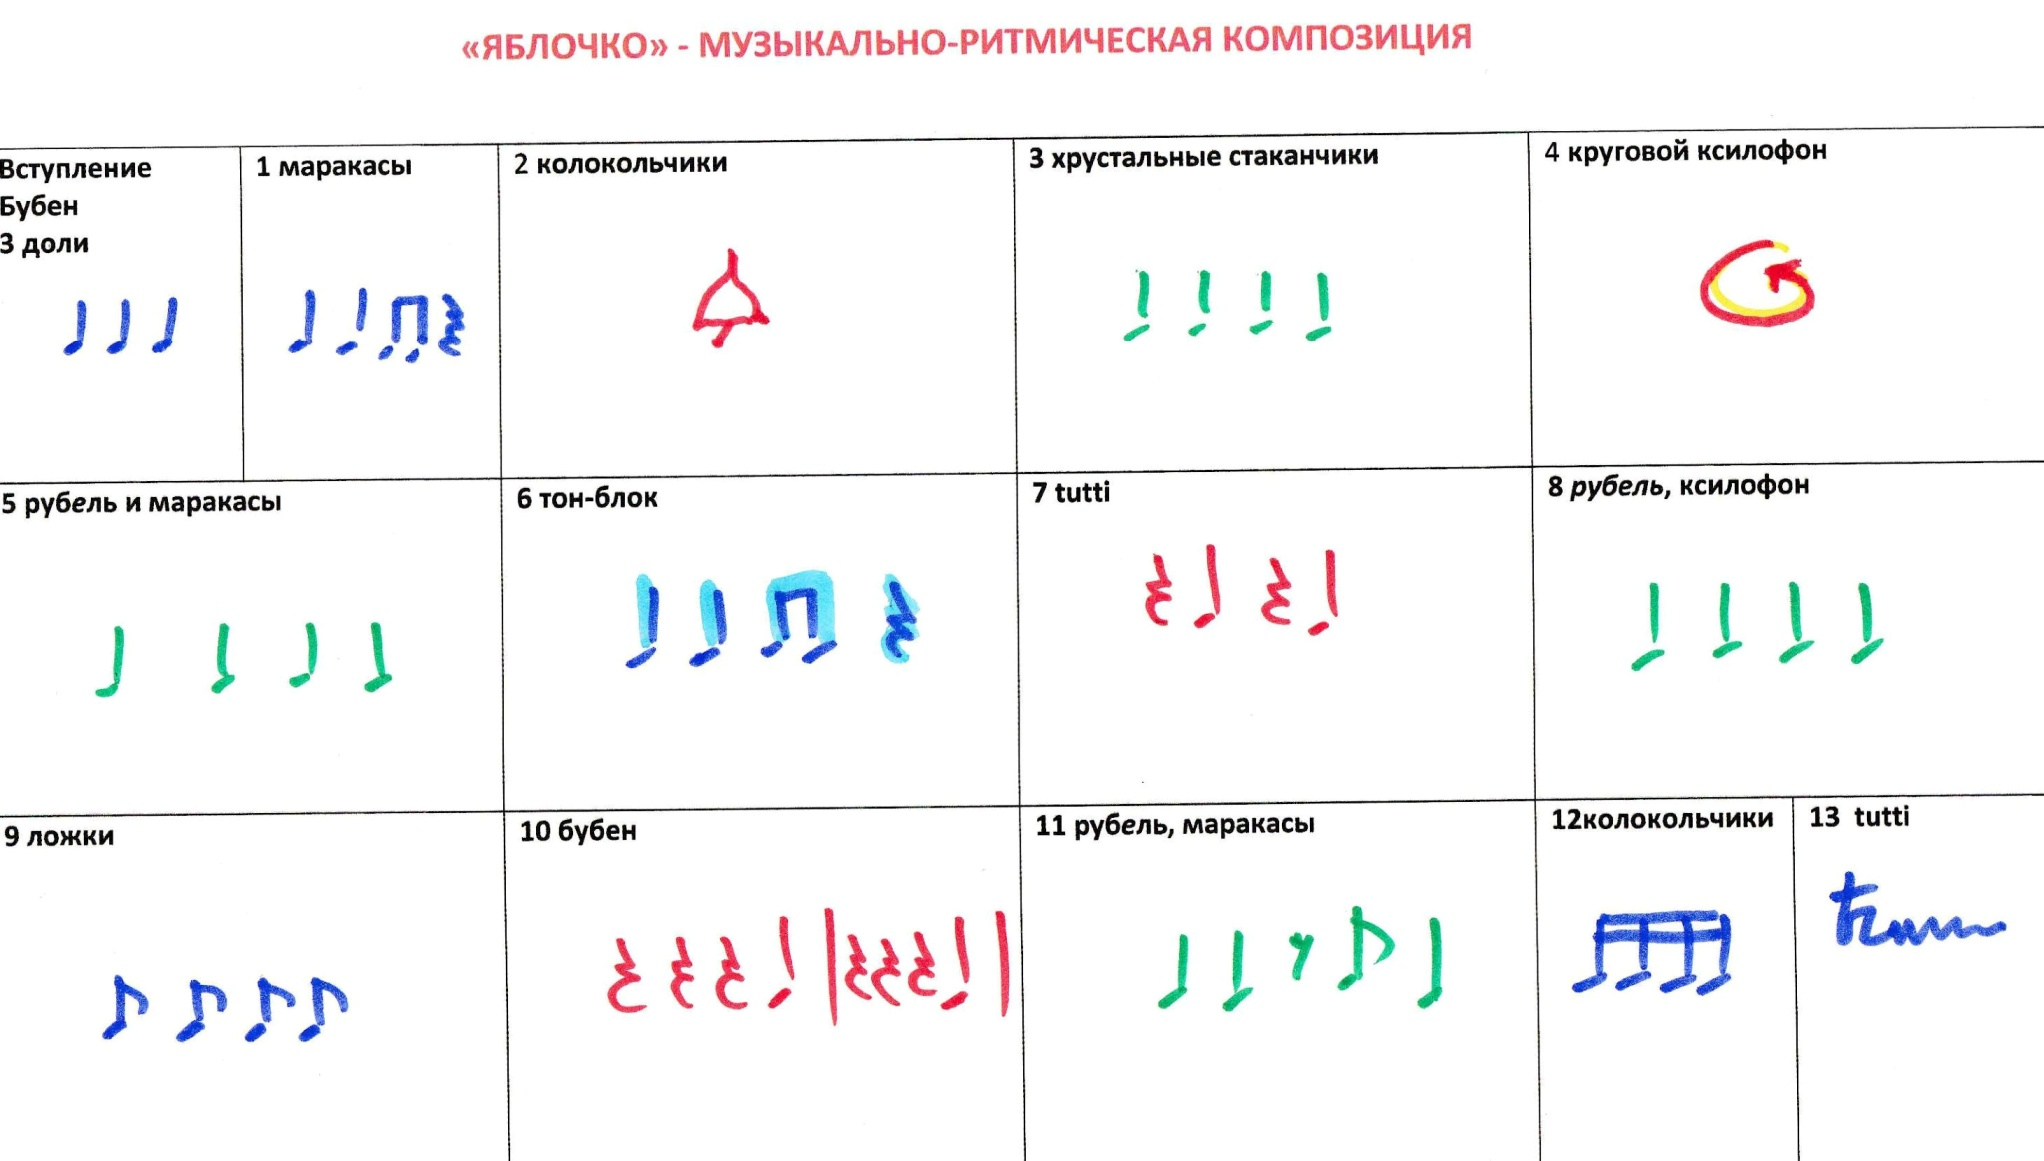 «ЯБЛОЧКО» - МУЗЫКАЛЬНО-РИТМИЧЕСКАЯ КОМПОЗИЦИЯ
Вступление
Бубен
3 доли
1 маракасы
2 колокольчики
3 хрустальные стаканчики
4 круговой ксилофон
5 рубель и маракасы
6 тон-блок
7 tutti
8 рубель, ксилофон
9 ложки
10 бубен
11 рубель, маракасы
12колокольчики
13 tutti